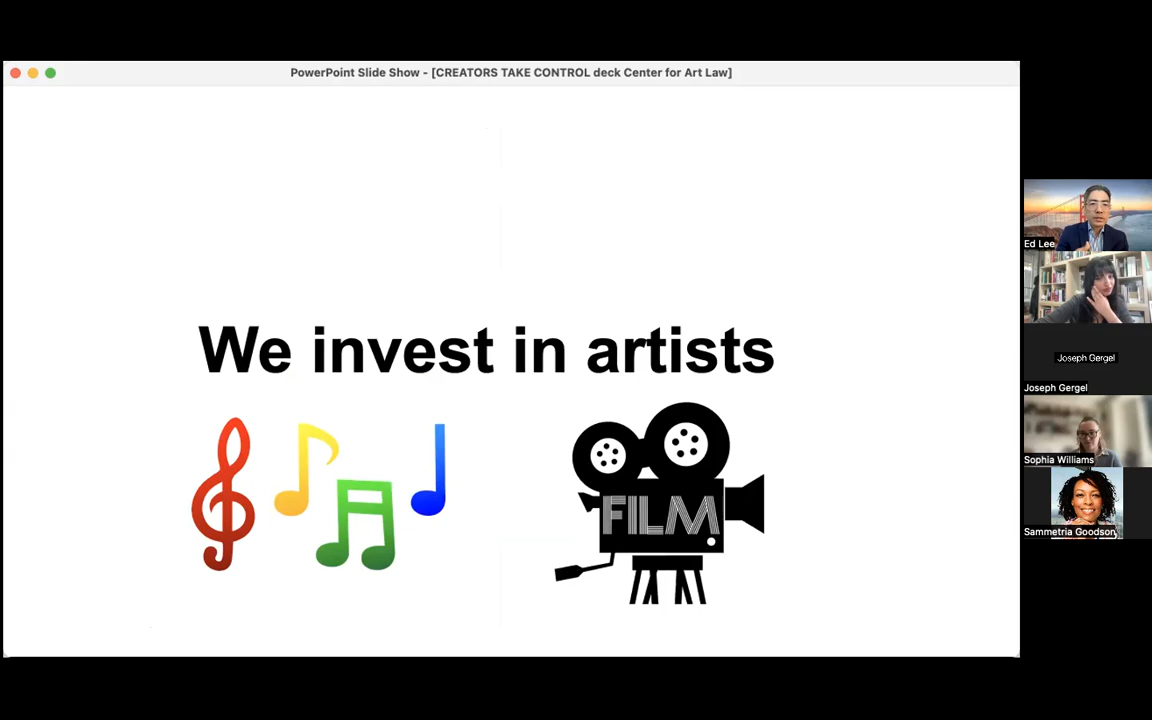 PowerPoint Slide Show - [CREATORS TAKE CONTROL deck Center for Art Law]
We invest in artists
FILM
Ed Lee
Joseph Gergel
Joseph Gergel
Sophia Williams
Sammetria Goodson